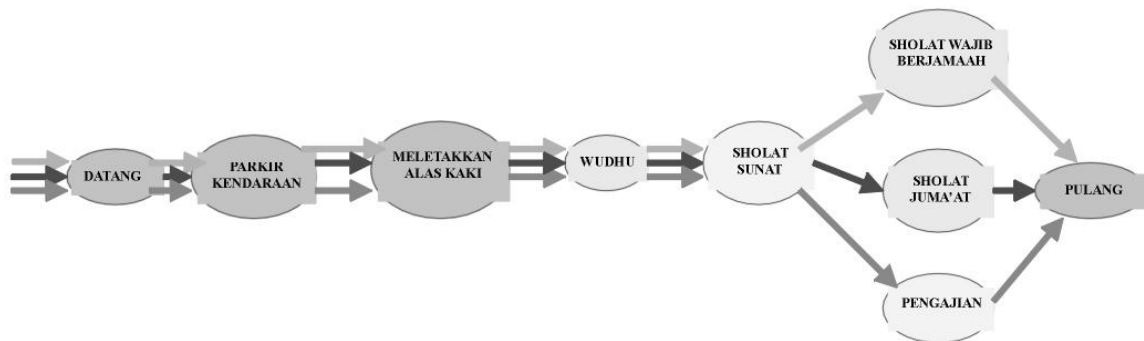 DATANG
PARKIR
KENDARAAN
MELETAKKAN
ALAS KAKI
WUDHU
SHOLAT
SUNAT
SHOLAT WAJIB
BERJAMAAH
SHOLAT
JUMA’AT
PENGAJIAN
PULANG